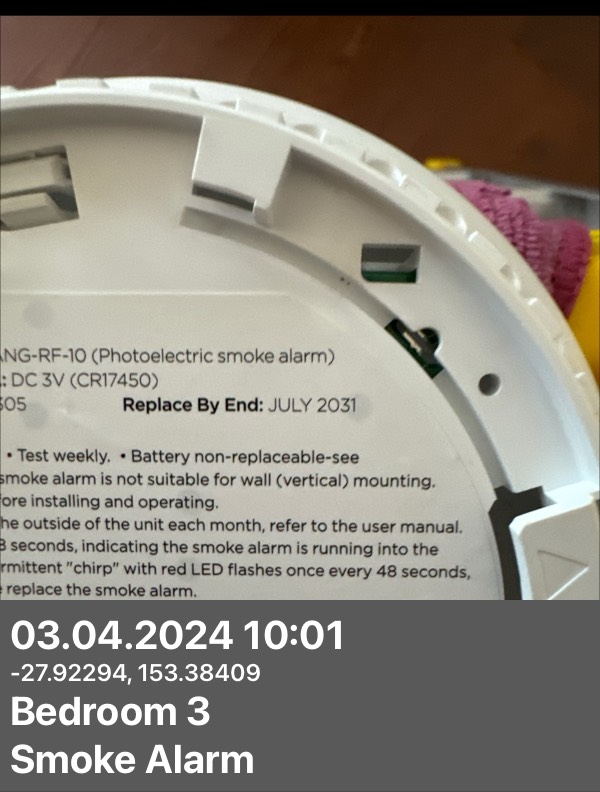 ANG-RF-10 (Photoelectric smoke alarm)
: DC 3V (CR17450)
305 Replace By End: JULY 2031
• Test weekly. • Battery non-replaceable-see
smoke alarm is not suitable for wall (vertical) mounting.
ore installing and operating.
he outside of the unit each month, refer to the user manual.
8 seconds, indicating the smoke alarm is running into the
rmittent "chirp" with red LED flashes once every 48 seconds,
replace the smoke alarm.
03.04.2024 10:01
-27.92294, 153.38409
Bedroom 3
Smoke Alarm